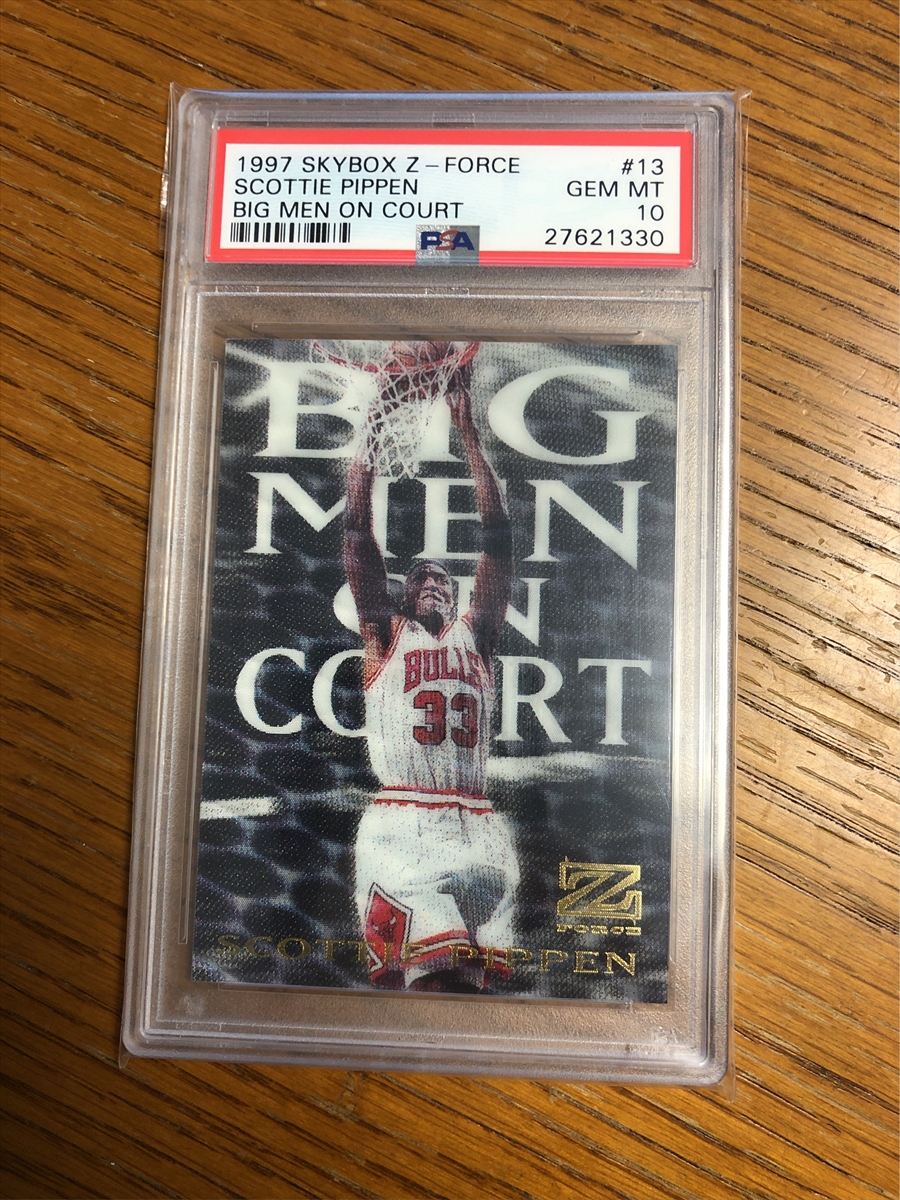 1997 SKYBOX Z-FORCE #13
SCOTTIE PIPPEN GEM MT
BIG MEN ON COURT 10
PSA 27621330
BIG
MEN
ON
COURT
BULLS
33
Z
FORCE
SCOTTIE PIPPEN